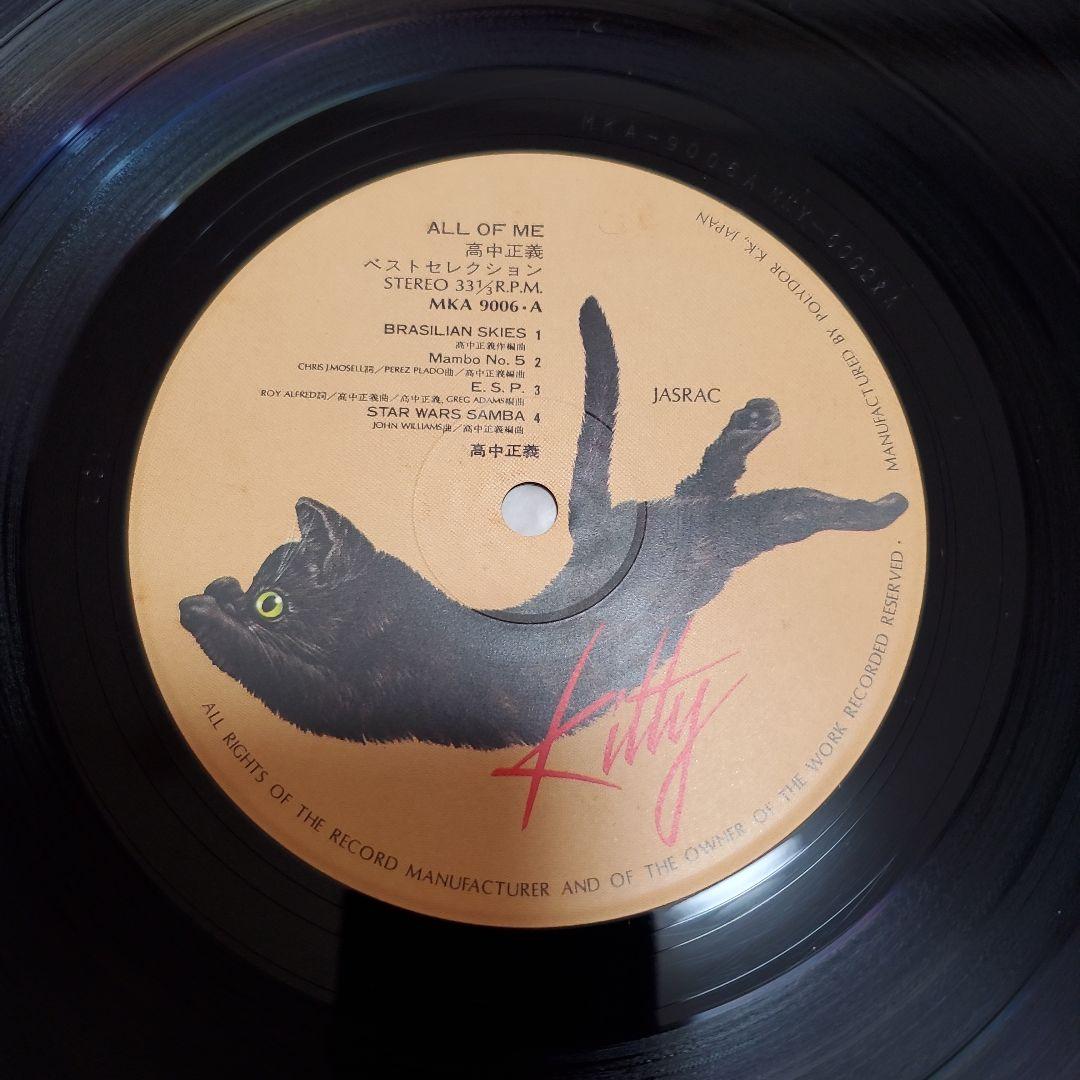 ALL OF ME
高中正義
ベストセレクション
STEREO 33⅓R.P.M.
MKA 9006・A
BRASILIAN SKIES 1
高中正義作編曲
Mambo No. 5 2
CHRIS J.MOSELL詞／PEREZ PLADO曲／高中正義編曲
E. S. P. 3
ROY ALFRED詞／高中正義曲／高中正義, GREG ADAMS編曲
STAR WARS SAMBA 4
JOHN WILLIAMS曲／高中正義編曲
高中正義
JASRAC
Kitty
ALL RIGHTS OF THE RECORD MANUFACTURER AND OF THE OWNER OF THE WORK RECORDED RESERVED・
MANUFACTURED BY POLYDOR K.K., JAPAN
MKA-9006A